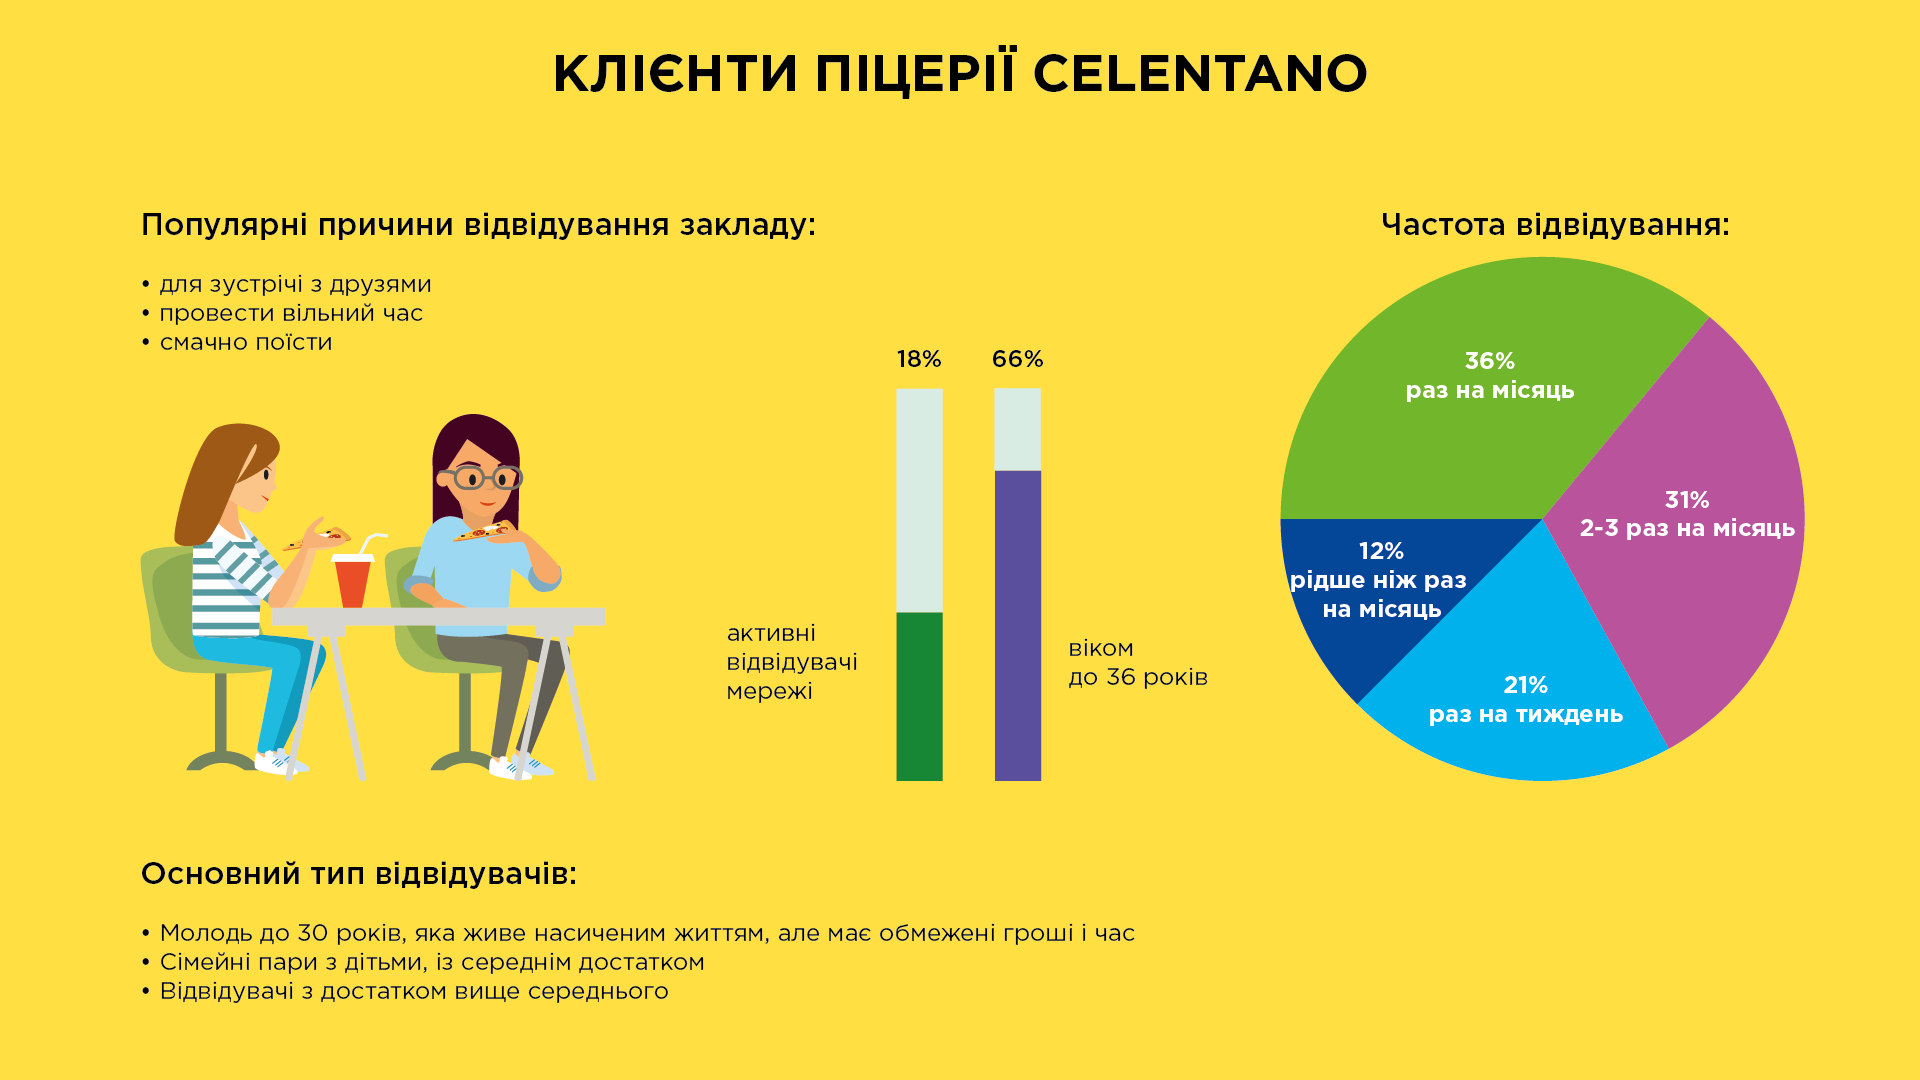 КЛІЄНТИ ПІЦЕРІЇ CELENTANO
Популярні причини відвідування закладу:
• для зустрічі з друзями
• провести вільний час
• смачно поїсти
18%
66%
активні
відвідувачі
мережі
віком
до 36 років
Частота відвідування:
36%
раз на місяць
31%
2-3 раз на місяць
12%
рідше ніж раз
на місяць
21%
раз на тиждень
Основний тип відвідувачів:
• Молодь до 30 років, яка живе насиченим життям, але має обмежені гроші і час
• Сімейні пари з дітьми, із середнім достатком
• Відвідувачі з достатком вище середнього